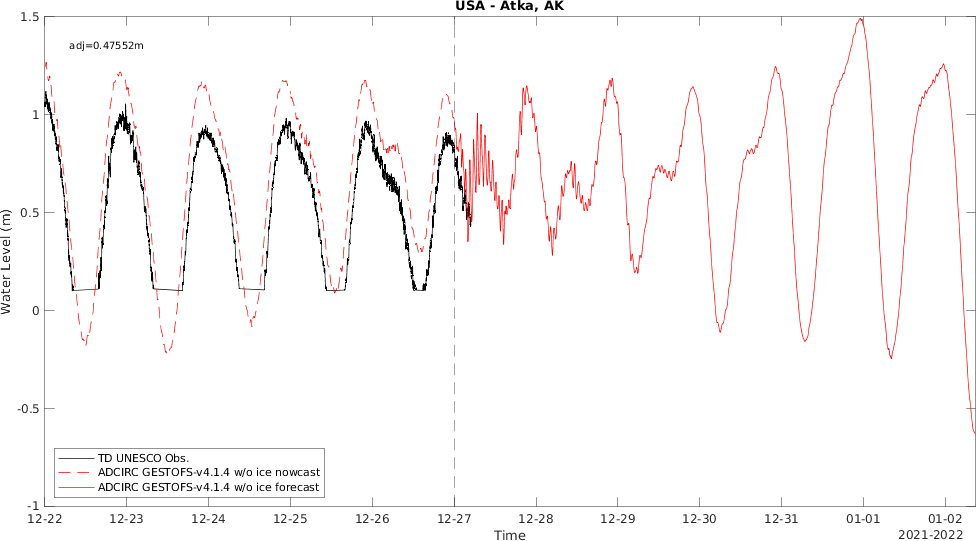 USA - Atka, AK
adj=0.47552m
1.5
1
0.5
0
-0.5
-1
Water Level (m)
TD UNESCO Obs.
ADCIRC GESTOFS-v4.1.4 w/o ice nowcast
ADCIRC GESTOFS-v4.1.4 w/o ice forecast
12-22 12-23 12-24 12-25 12-26 12-27 12-28 12-29 12-30 12-31 01-01 01-02
Time
2021-2022